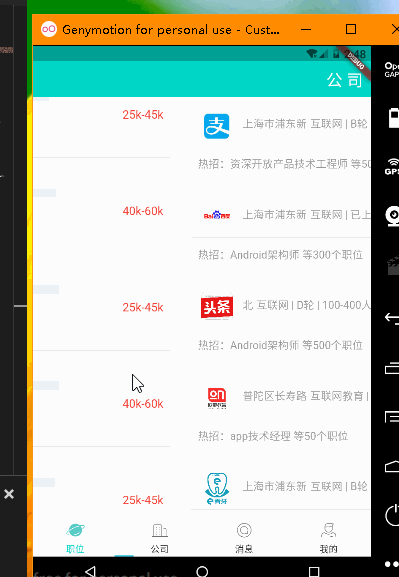 Genymotion for personal use - Cust...
2:48
公司
Ope
GAP
25k-45k
上海市浦东新 互联网 | B轮
热招：资深开放产品技术工程师 等50
GPS
40k-60k
Bai du 百度
上海市浦东新 互联网 | 已上
热招：Android架构师 等300个职位
25k-45k
头条
北 互联网 | D轮 | 100-400人
热招：Android架构师 等500个职位
40k-60k
on
普陀区长寿路 互联网教育 |
热招：app技术经理 等50个职位
25k-45k
上海市浦东新 互联网 | B轮
职位
公司
消息
我的
free for personal use